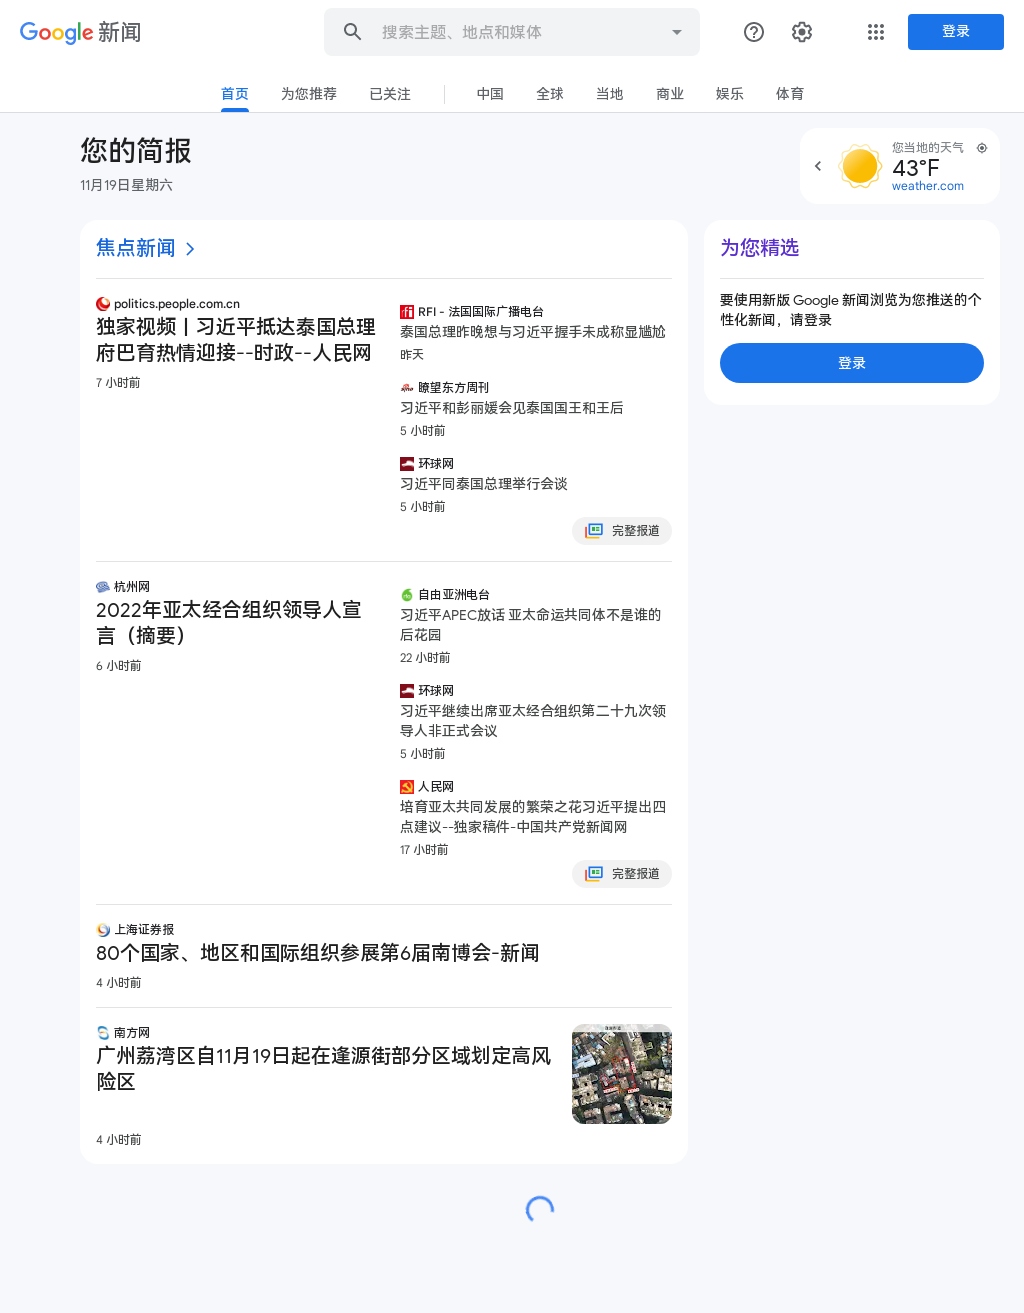 Google 新闻
搜索主题、地点和媒体
登录
首页
为您推荐
已关注
中国
全球
当地
商业
娱乐
体育
您的简报
11月19日星期六
您当地的天气
43°F
weather.com
焦点新闻
politics.people.com.cn
独家视频丨习近平抵达泰国总理
府巴育热情迎接--时政--人民网
7 小时前
RFI - 法国国际广播电台
泰国总理昨晚想与习近平握手未成称显尴尬
昨天
瞭望东方周刊
习近平和彭丽媛会见泰国国王和王后
5 小时前
环球网
习近平同泰国总理举行会谈
5 小时前
完整报道
杭州网
2022年亚太经合组织领导人宣
言（摘要）
6 小时前
自由亚洲电台
习近平APEC放话 亚太命运共同体不是谁的
后花园
22 小时前
环球网
习近平继续出席亚太经合组织第二十九次领
导人非正式会议
5 小时前
人民网
培育亚太共同发展的繁荣之花习近平提出四
点建议--独家稿件-中国共产党新闻网
17 小时前
完整报道
上海证券报
80个国家、地区和国际组织参展第6届南博会-新闻
4 小时前
南方网
广州荔湾区自11月19日起在逢源街部分区域划定高风
险区
4 小时前
为您精选
要使用新版 Google 新闻浏览为您推送的个
性化新闻，请登录
登录